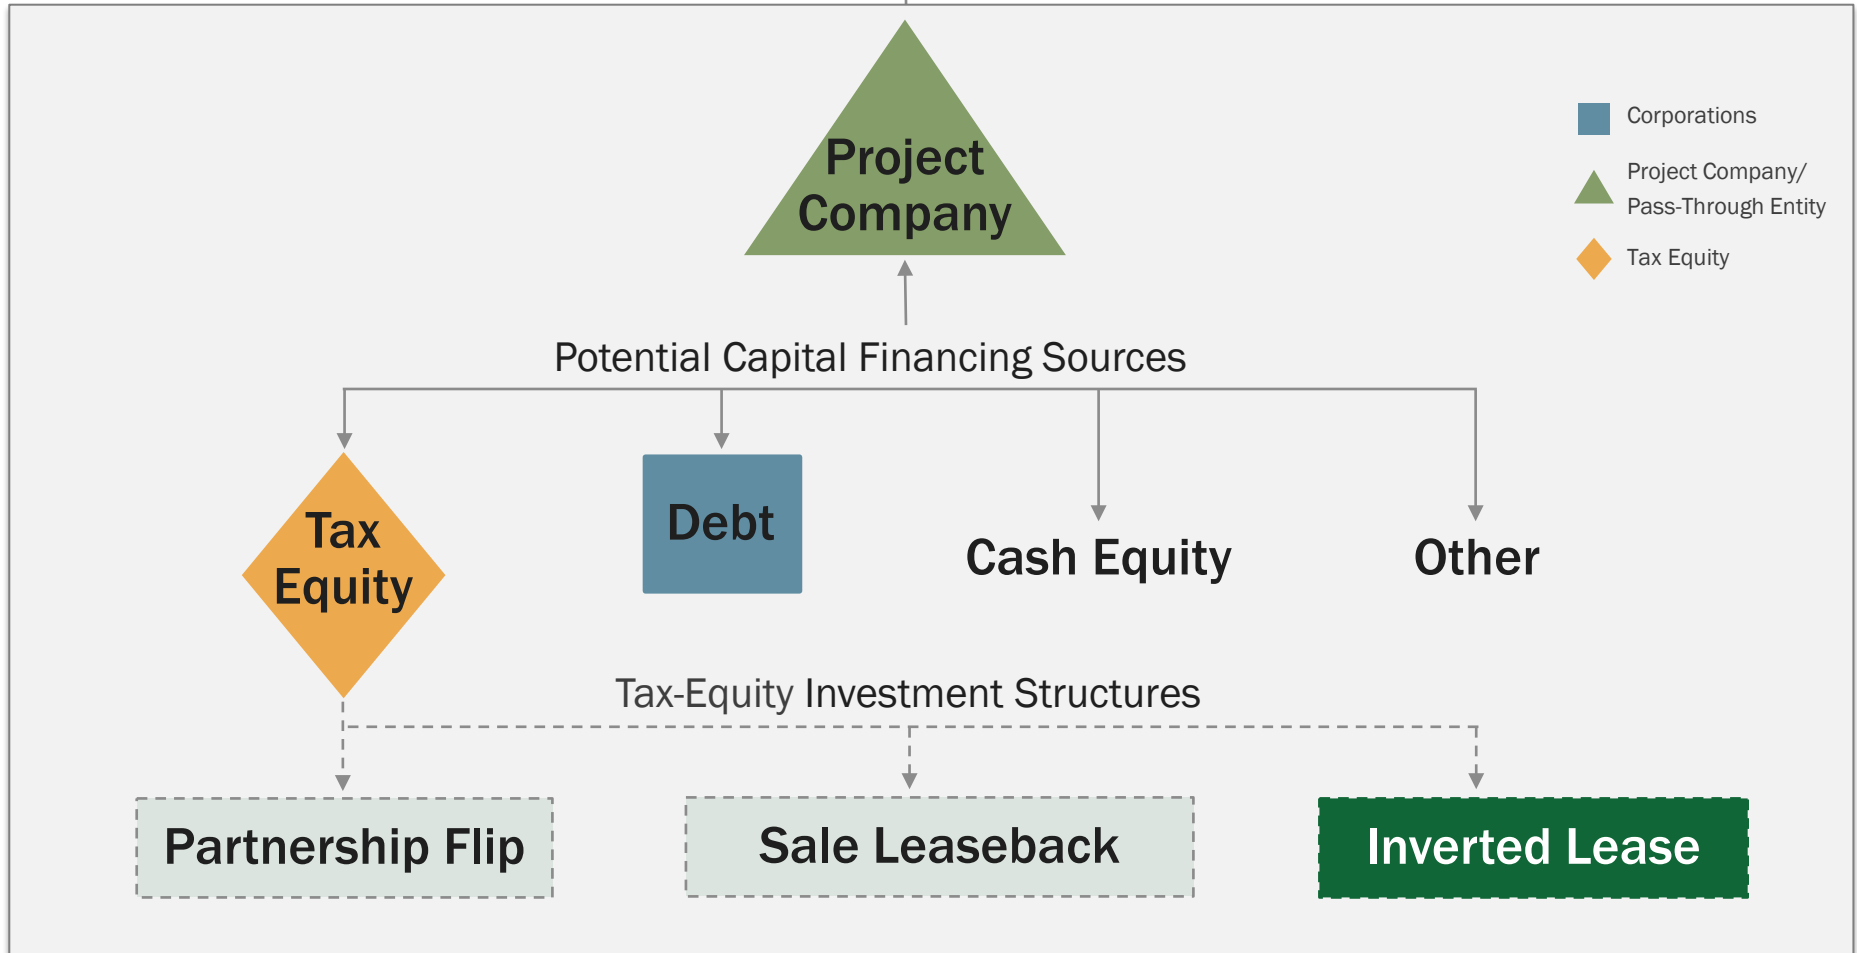 Project
Company
Corporations
Project Company/
Pass-Through Entity
Tax Equity
Potential Capital Financing Sources
Tax
Equity
Debt
Cash Equity
Other
Tax-Equity Investment Structures
Partnership Flip
Sale Leaseback
Inverted Lease